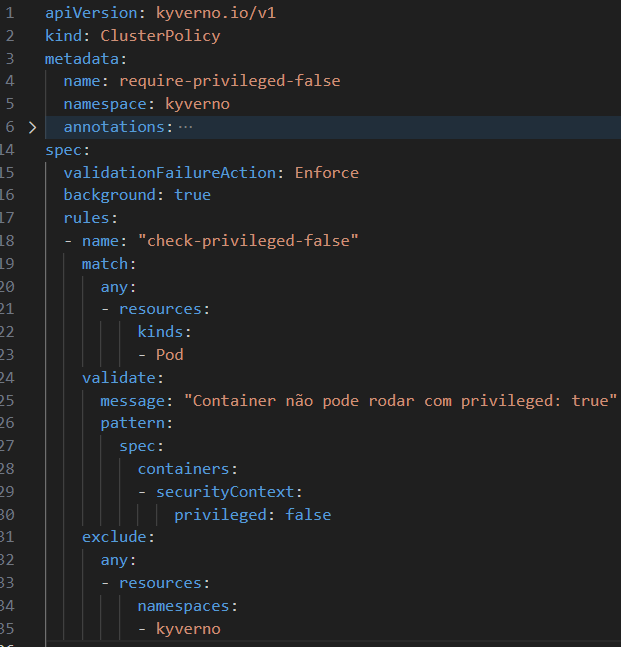 1 apiVersion: kyverno.io/v1
2 kind: ClusterPolicy
3 metadata:
4 name: require-privileged-false
5 namespace: kyverno
6 > annotations: ···
14 spec:
15 validationFailureAction: Enforce
16 background: true
17 rules:
18 - name: "check-privileged-false"
19 match:
20 any:
21 - resources:
22 kinds:
23 - Pod
24 validate:
25 message: "Container não pode rodar com privileged: true"
26 pattern:
27 spec:
28 containers:
29 - securityContext:
30 privileged: false
31 exclude:
32 any:
33 - resources:
34 namespaces:
35 - kyverno